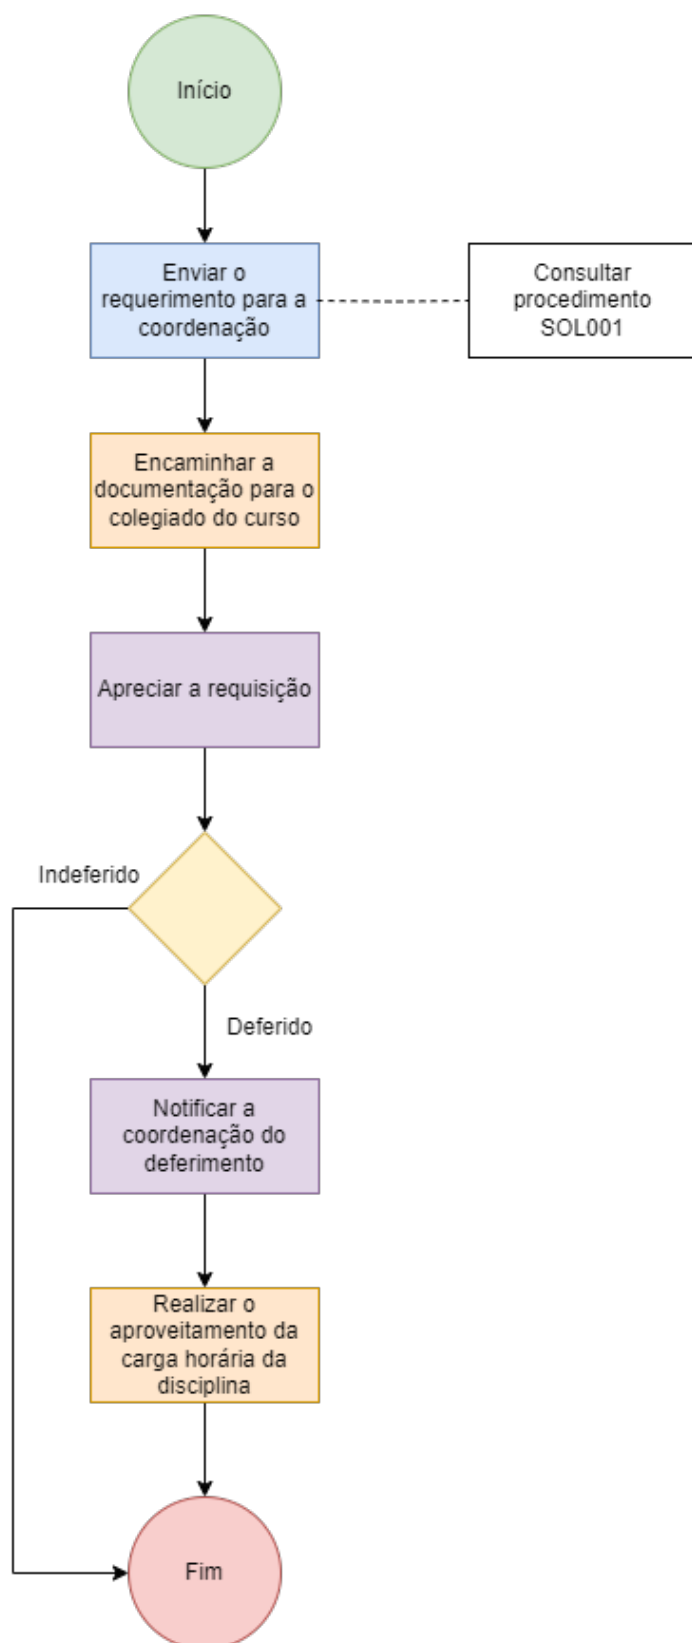 Início
Enviar o
requerimento para a
coordenação
Consultar
procedimento
SOL001
Encaminhar a
documentação para o
colegiado do curso
Apreciar a requisição
Indeferido
Deferido
Notificar a
coordenação do
deferimento
Realizar o
aproveitamento da
carga horária da
disciplina
Fim